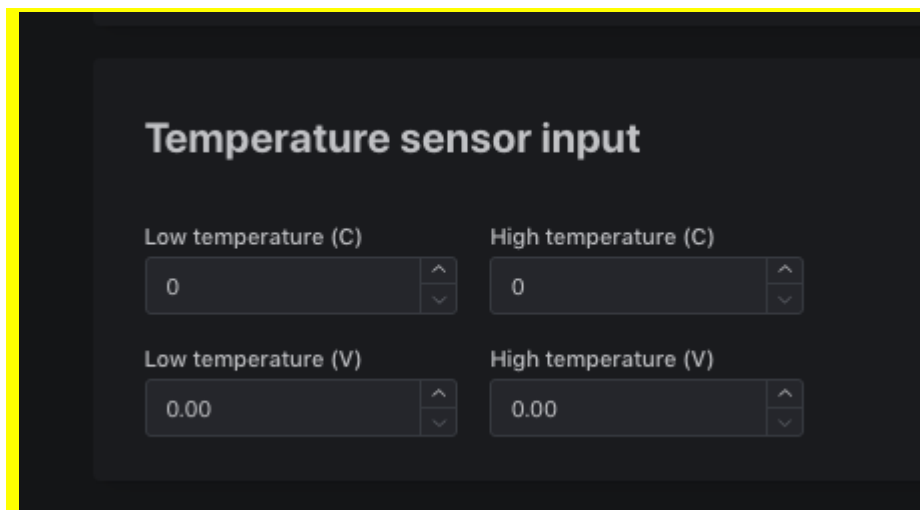 Temperature sensor input
Low temperature (C) High temperature (C)
0 0
Low temperature (V) High temperature (V)
0.00 0.00